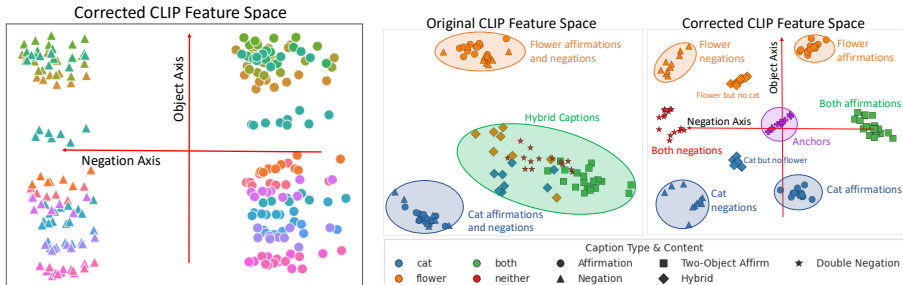 Corrected CLIP Feature Space
Object Axis
Negation Axis
Original CLIP Feature Space
Flower affirmations
and negations
Hybrid Captions
Cat affirmations
and negations
Corrected CLIP Feature Space
Flower
negations
Flower
affirmations
Object Axis
Flower but no cat
Both affirmations
Negation Axis
Anchors
Both negations
Cat but no flower
Cat
negations
Cat affirmations
Caption Type & Content
cat
both
Affirmation
Two-Object Affirm
Double Negation
flower
neither
Negation
Hybrid